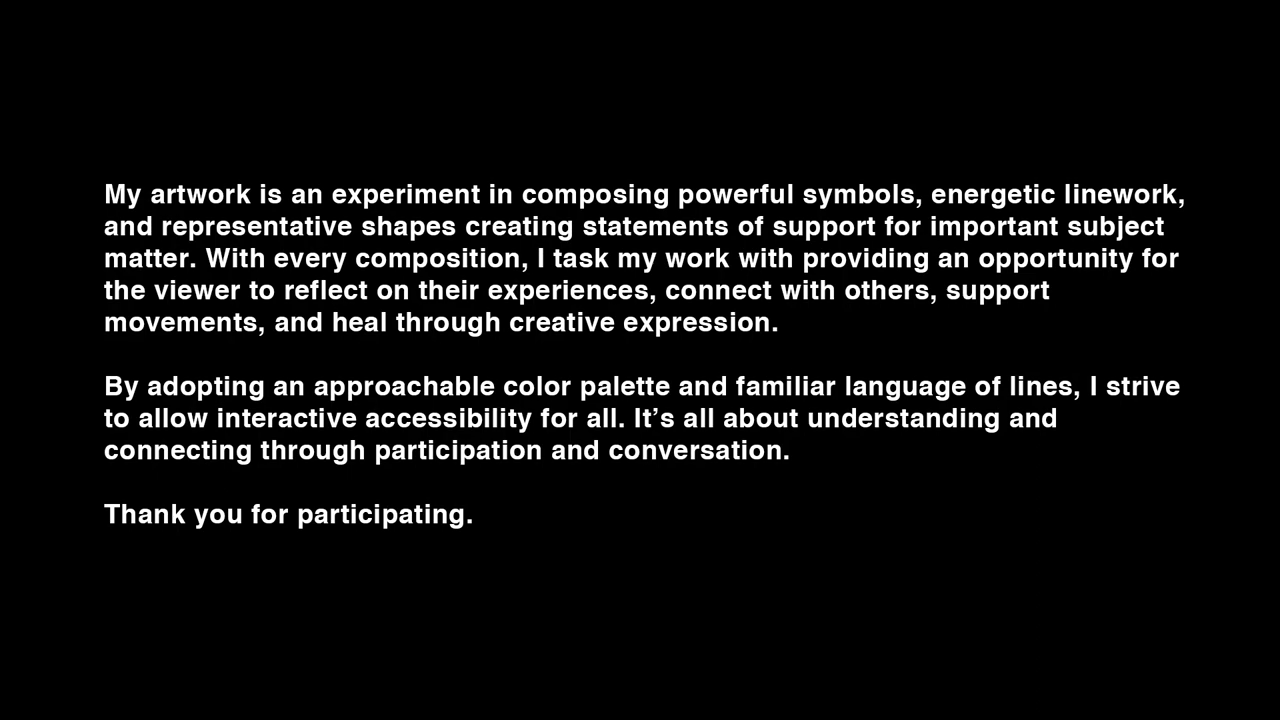 My artwork is an experiment in composing powerful symbols, energetic linework,
and representative shapes creating statements of support for important subject
matter. With every composition, I task my work with providing an opportunity for
the viewer to reflect on their experiences, connect with others, support
movements, and heal through creative expression.
By adopting an approachable color palette and familiar language of lines, I strive
to allow interactive accessibility for all. It’s all about understanding and
connecting through participation and conversation.
Thank you for participating.